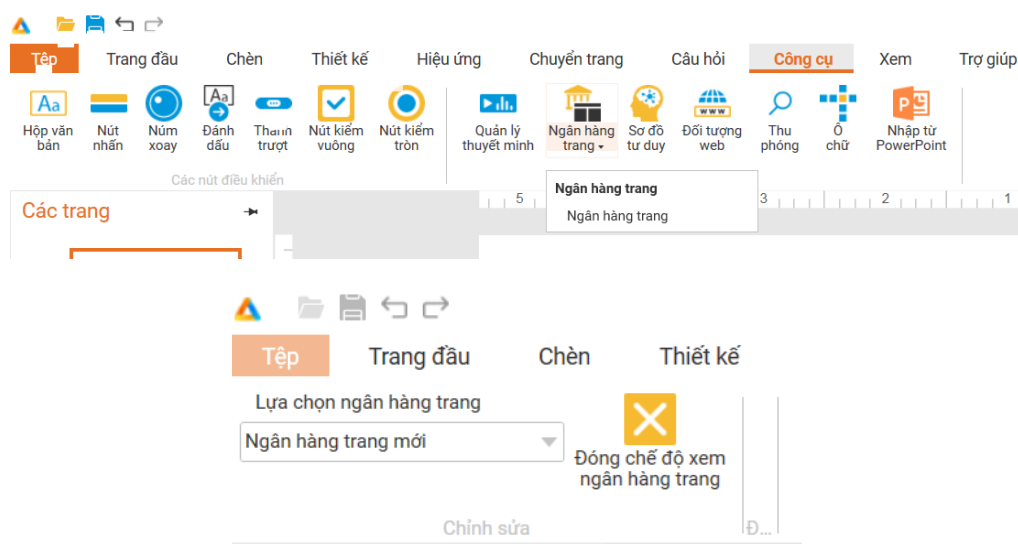 Tệp Trang đầu Chèn Thiết kế Hiệu ứng Chuyển trang Câu hỏi Công cụ Xem Trợ giúp
Aa Aa www P
Hộp văn Nút Núm Đánh Thanh Nút kiểm Nút kiểm Quản lý Ngân hàng Sơ đồ Đối tượng Thu Ô Nhập từ
bản nhấn xoay dấu trượt vuông tròn thuyết minh trang tư duy web phóng chữ PowerPoint
Các nút điều khiển
Ngân hàng trang
Ngân hàng trang
5 3 2 1
Các trang
Tệp Trang đầu Chèn Thiết kế
Lựa chọn ngân hàng trang
Ngân hàng trang mới
Đóng chế độ xem
ngân hàng trang
Chỉnh sửa Đ...